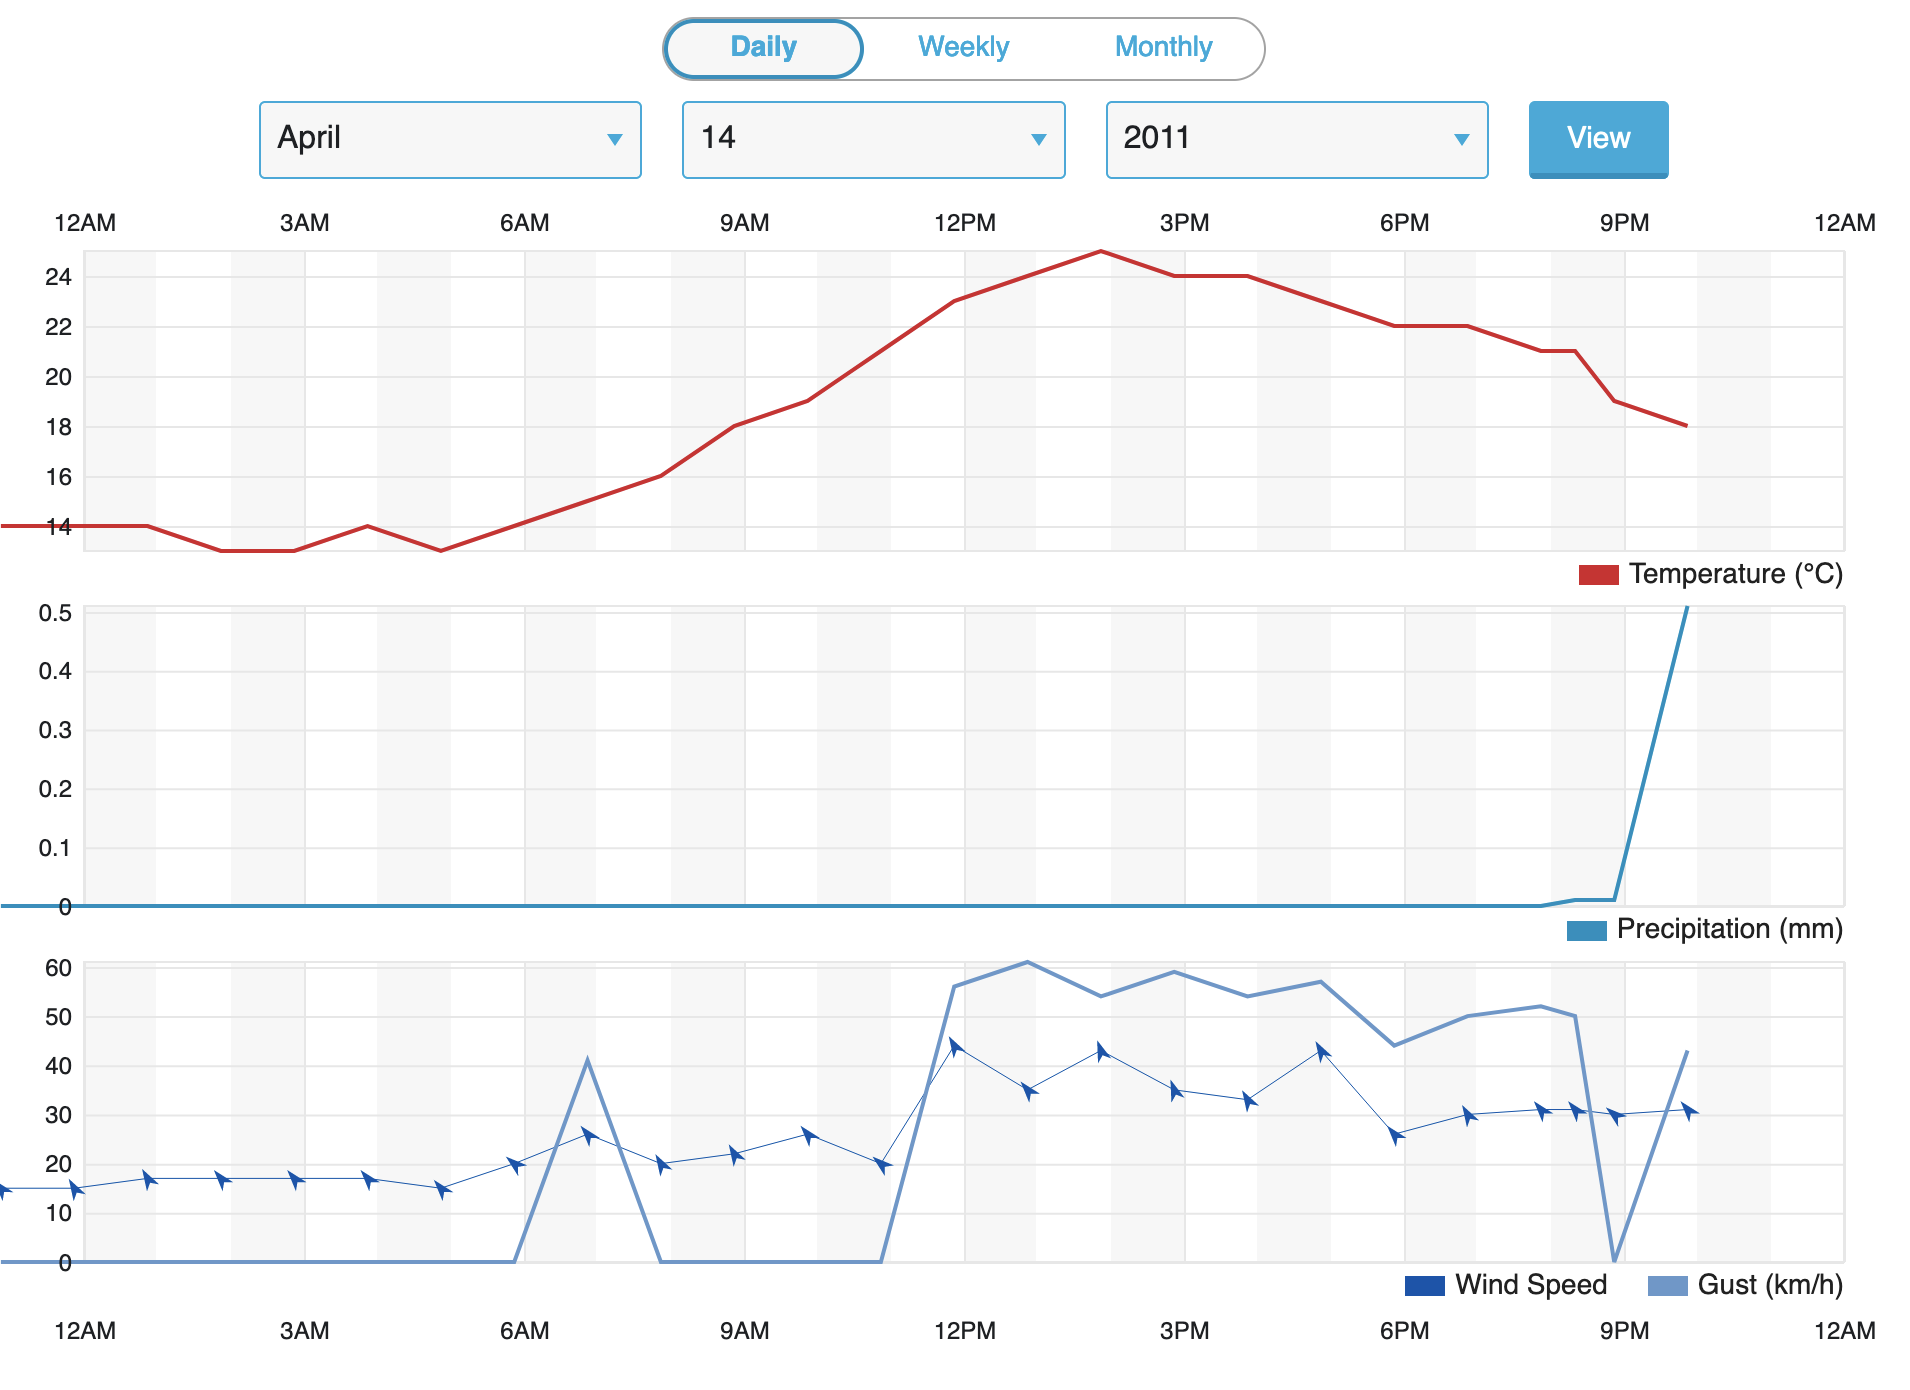 Daily Weekly Monthly
April 14 2011 View
12AM 3AM 6AM 9AM 12PM 3PM 6PM 9PM 12AM
24
22
20
18
16
14
Temperature (°C)
0.5
0.4
0.3
0.2
0.1
0
Precipitation (mm)
60
50
40
30
20
10
0
Wind Speed Gust (km/h)
12AM 3AM 6AM 9AM 12PM 3PM 6PM 9PM 12AM